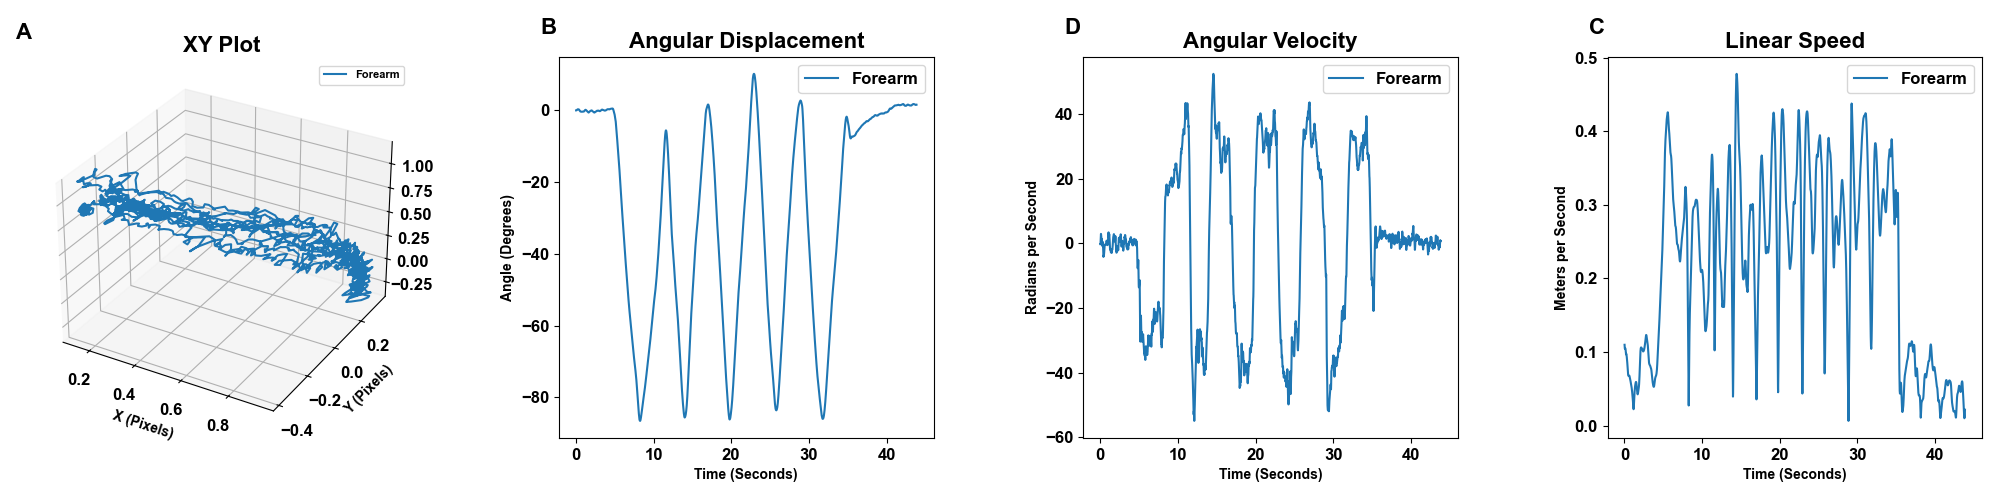 A
XY Plot
Forearm
1.00
0.75
0.50
0.25
0.00
−0.25
0.2
0.4
0.6
0.8
X (Pixels)
0.2
0.0
−0.2
−0.4
Y (Pixels)
B
Angular Displacement
Forearm
0
−20
−40
−60
−80
Angle (Degrees)
0 10 20 30 40
Time (Seconds)
D
Angular Velocity
Forearm
40
20
0
−20
−40
−60
Radians per Second
0 10 20 30 40
Time (Seconds)
C
Linear Speed
Forearm
0.5
0.4
0.3
0.2
0.1
0.0
Meters per Second
0 10 20 30 40
Time (Seconds)